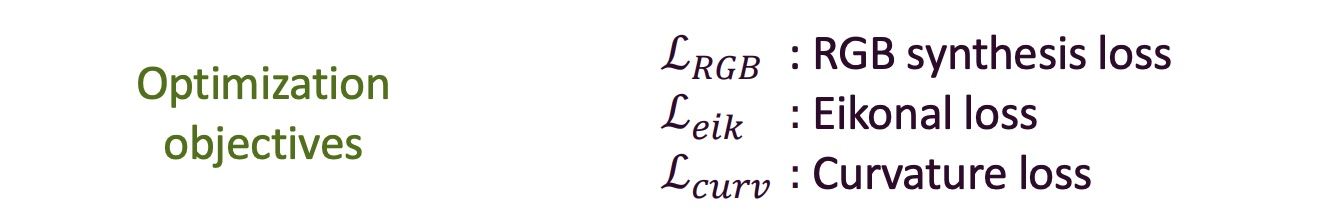 Optimization
objectives
ℒ_RGB : RGB synthesis loss
ℒ_eik : Eikonal loss
ℒ_curv : Curvature loss